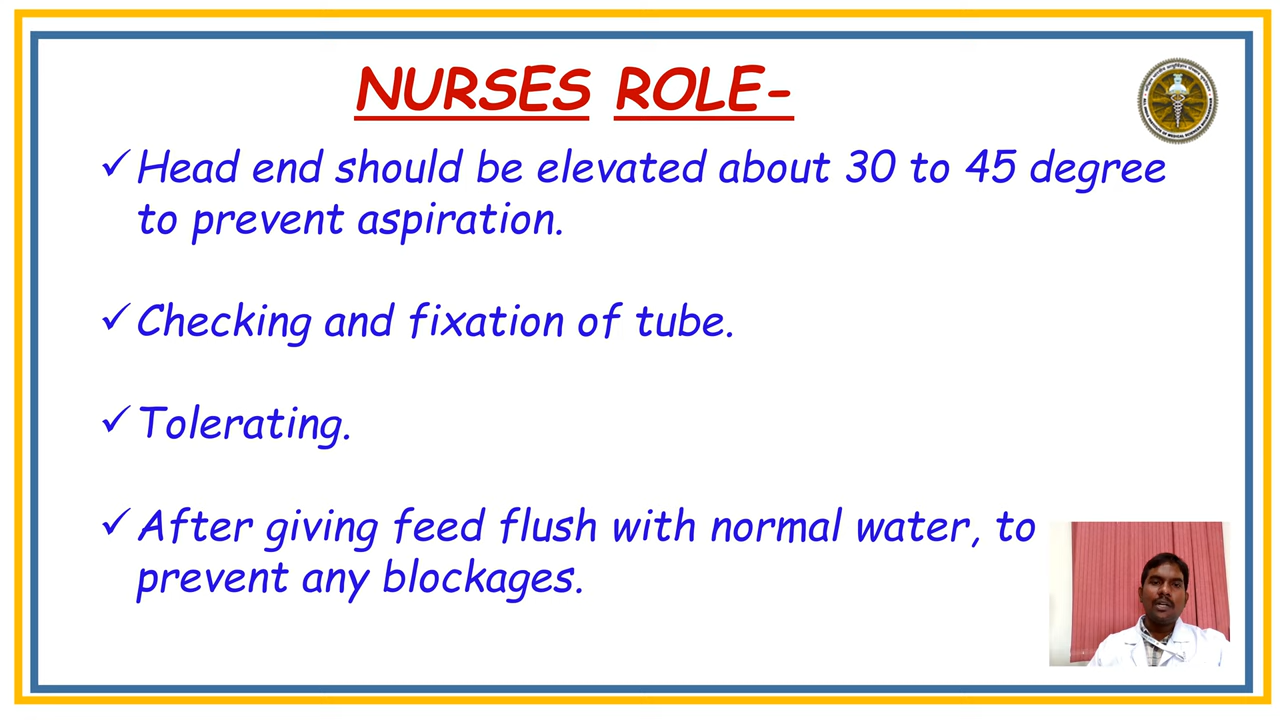 NURSES ROLE-
✓ Head end should be elevated about 30 to 45 degree
to prevent aspiration.
✓ Checking and fixation of tube.
✓ Tolerating.
✓ After giving feed flush with normal water, to
prevent any blockages.